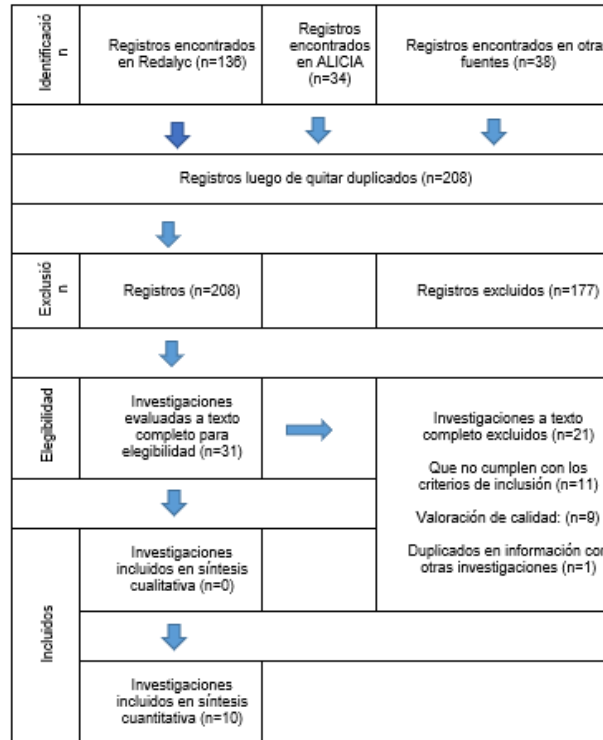 Identificació
n
Registros encontrados
en Redalyc (n=136)
Registros
encontrados
en ALICIA
(n=34)
Registros encontrados en otra
fuentes (n=38)
Registros luego de quitar duplicados (n=208)
Exclusió
n
Registros (n=208)
Registros excluidos (n=177)
Elegibilidad
Investigaciones
evaluadas a texto
completo para
elegibilidad (n=31)
Investigaciones a texto
completo excluidos (n=21)
Que no cumplen con los
criterios de inclusión (n=11)
Valoración de calidad: (n=9)
Duplicados en información con
otras investigaciones (n=1)
Incluidos
Investigaciones
incluidos en síntesis
cualitativa (n=0)
Investigaciones
incluidos en síntesis
cuantitativa (n=10)